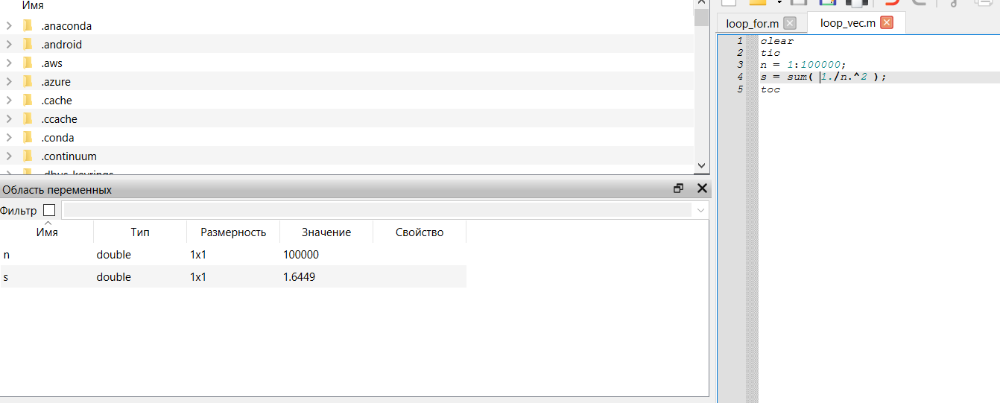 Имя
.anaconda
.android
.aws
.azure
.cache
.ccache
.conda
.continuum
.dbus-keyrings
Область переменных
Фильтр
Имя Тип Размерность Значение Свойство
n double 1x1 100000
s double 1x1 1.6449
loop_for.m loop_vec.m
1 clear
2 tic
3 n = 1:100000;
4 s = sum( 1./n.^2 );
5 toc